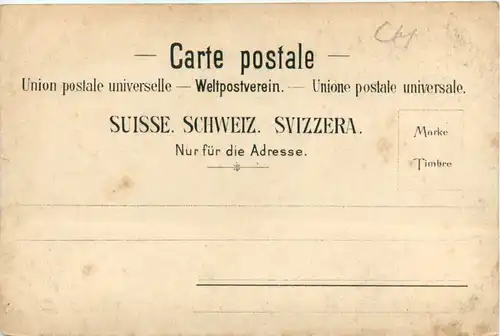 — Carte postale —
Union postale universelle — Weltpostverein. — Unione postale universale.
SUISSE. SCHWEIZ. SVIZZERA.
Nur für die Adresse.
Marke
Timbre